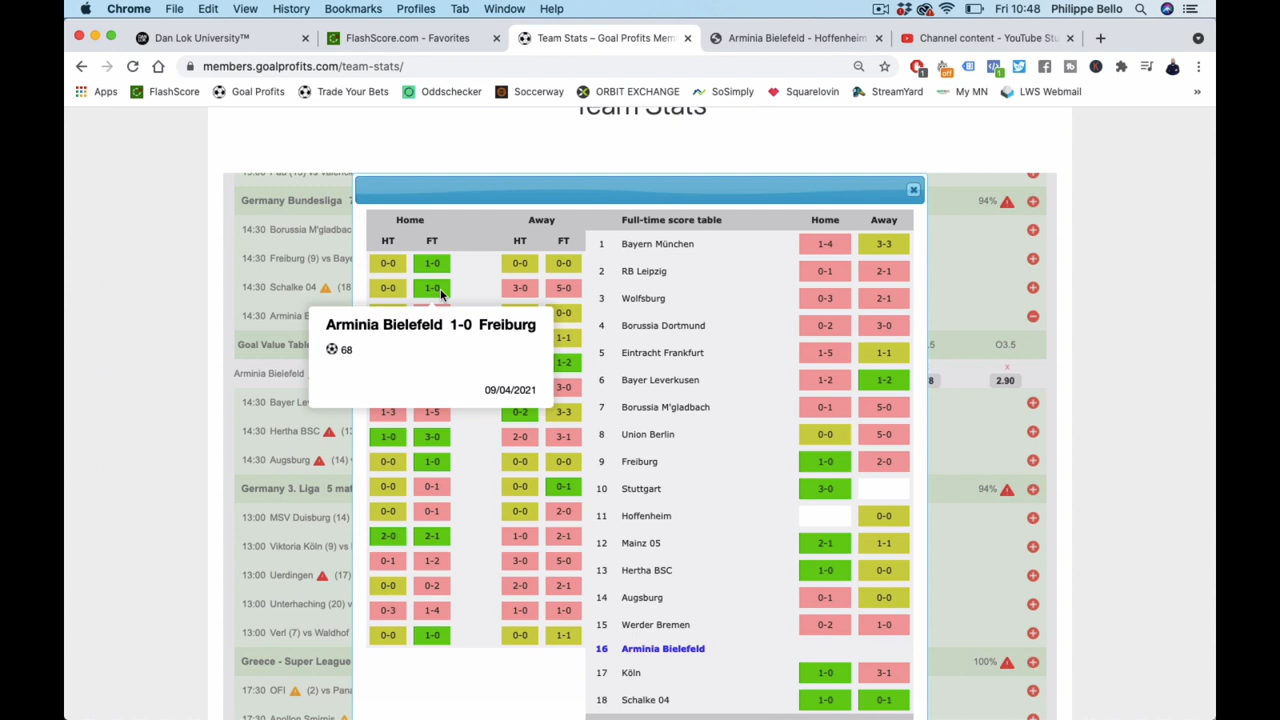 Chrome File Edit View History Bookmarks Profiles Tab Window Help Fri 10:48 Philippe Bello
Dan Lok University™ FlashScore.com - Favorites Team Stats – Goal Profits Mem Arminia Bielefeld - Hoffenheim Channel content - YouTube Stu
members.goalprofits.com/team-stats/
Apps FlashScore Goal Profits Trade Your Bets Oddschecker Soccerway ORBIT EXCHANGE SoSimply Squarelovin StreamYard My MN LWS Webmail »
Team Stats
Germany Bundesliga 94%
14:30 Borussia M'gladbac
14:30 Freiburg (9) vs Baye
14:30 Schalke 04 (18
14:30 Arminia B
Goal Value Table .5 O3.5
Arminia Bielefeld 8 2.90
14:30 Bayer Lev
14:30 Hertha BSC (13
14:30 Augsburg (14)
Germany 3. Liga 5 mat 94%
13:00 MSV Duisburg (14)
13:00 Viktoria Köln (9) vs
13:00 Uerdingen (17)
13:00 Unterhaching (20) v
13:00 Verl (7) vs Waldhof
Greece - Super League 100%
17:30 OFI (2) vs Pana
17:30 Apollon Smirnis
Home Away
HT FT HT FT
0-0 1-0 0-0 0-0
0-0 1-0 3-0 5-0
0-0
1-1
1-2
3-0
1-3 1-5 0-2 3-3
1-0 3-0 2-0 3-1
0-0 1-0 0-0 0-0
0-0 0-1 0-0 0-1
0-0 0-1 0-0 2-0
2-0 2-1 1-0 2-1
0-1 1-2 3-0 5-0
0-0 0-2 2-0 2-1
0-3 1-4 1-0 1-0
0-0 1-0 0-0 1-1
Arminia Bielefeld 1-0 Freiburg
68
09/04/2021
Full-time score table Home Away
1 Bayern München 1-4 3-3
2 RB Leipzig 0-1 2-1
3 Wolfsburg 0-3 2-1
4 Borussia Dortmund 0-2 3-0
5 Eintracht Frankfurt 1-5 1-1
6 Bayer Leverkusen 1-2 1-2
7 Borussia M'gladbach 0-1 5-0
8 Union Berlin 0-0 5-0
9 Freiburg 1-0 2-0
10 Stuttgart 3-0
11 Hoffenheim 0-0
12 Mainz 05 2-1 1-1
13 Hertha BSC 1-0 0-0
14 Augsburg 0-1 0-0
15 Werder Bremen 0-2 1-0
16 Arminia Bielefeld
17 Köln 1-0 3-1
18 Schalke 04 1-0 0-1